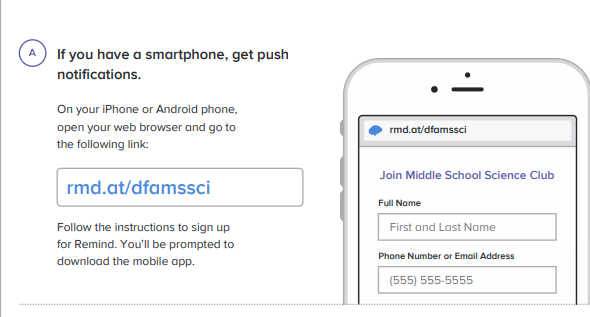 A
If you have a smartphone, get push
notifications.
On your iPhone or Android phone,
open your web browser and go to
the following link:
rmd.at/dfamssci
Follow the instructions to sign up
for Remind. You’ll be prompted to
download the mobile app.
rmd.at/dfamssci
Join Middle School Science Club
Full Name
First and Last Name
Phone Number or Email Address
(555) 555-5555